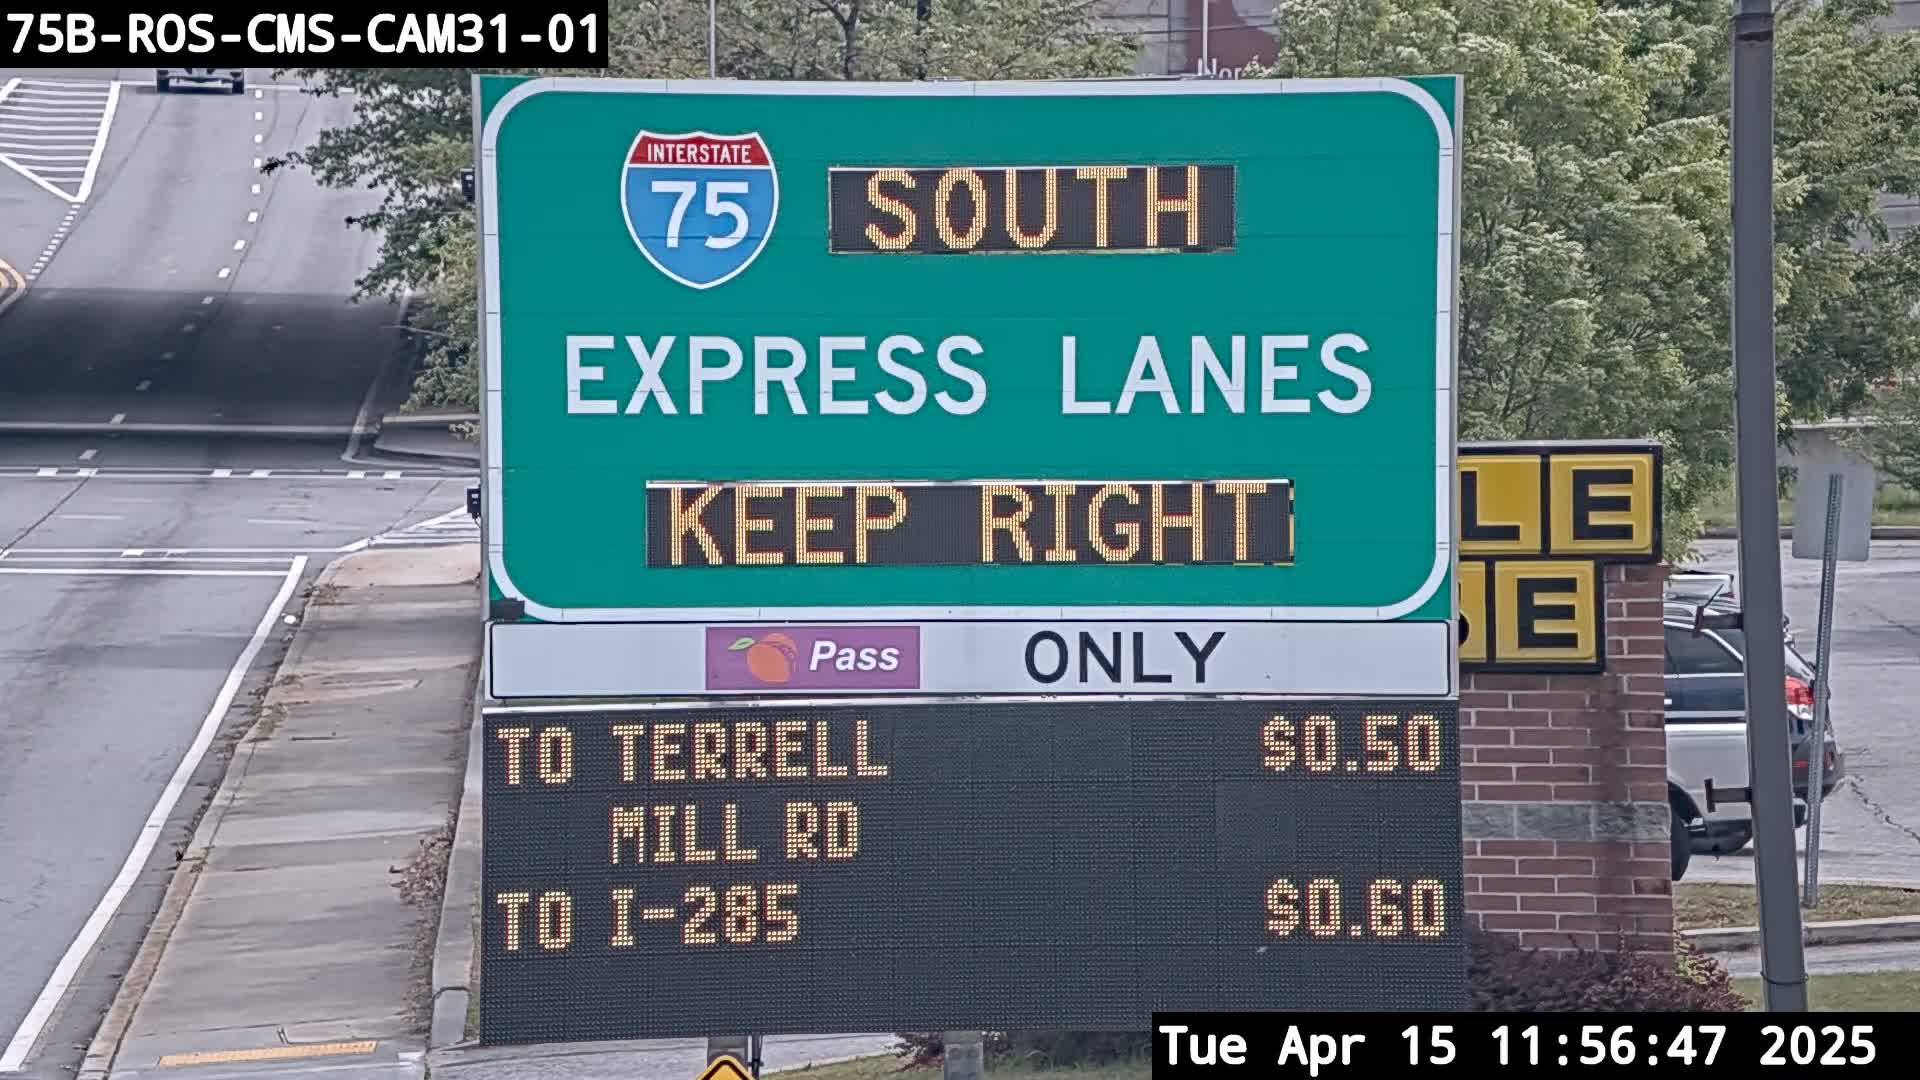 75B-ROS-CMS-CAM31-01
INTERSTATE
75
SOUTH
EXPRESS LANES
KEEP RIGHT
Pass ONLY
TO TERRELL $0.50
MILL RD
TO I-285 $0.60
LE
E
Tue Apr 15 11:56:47 2025